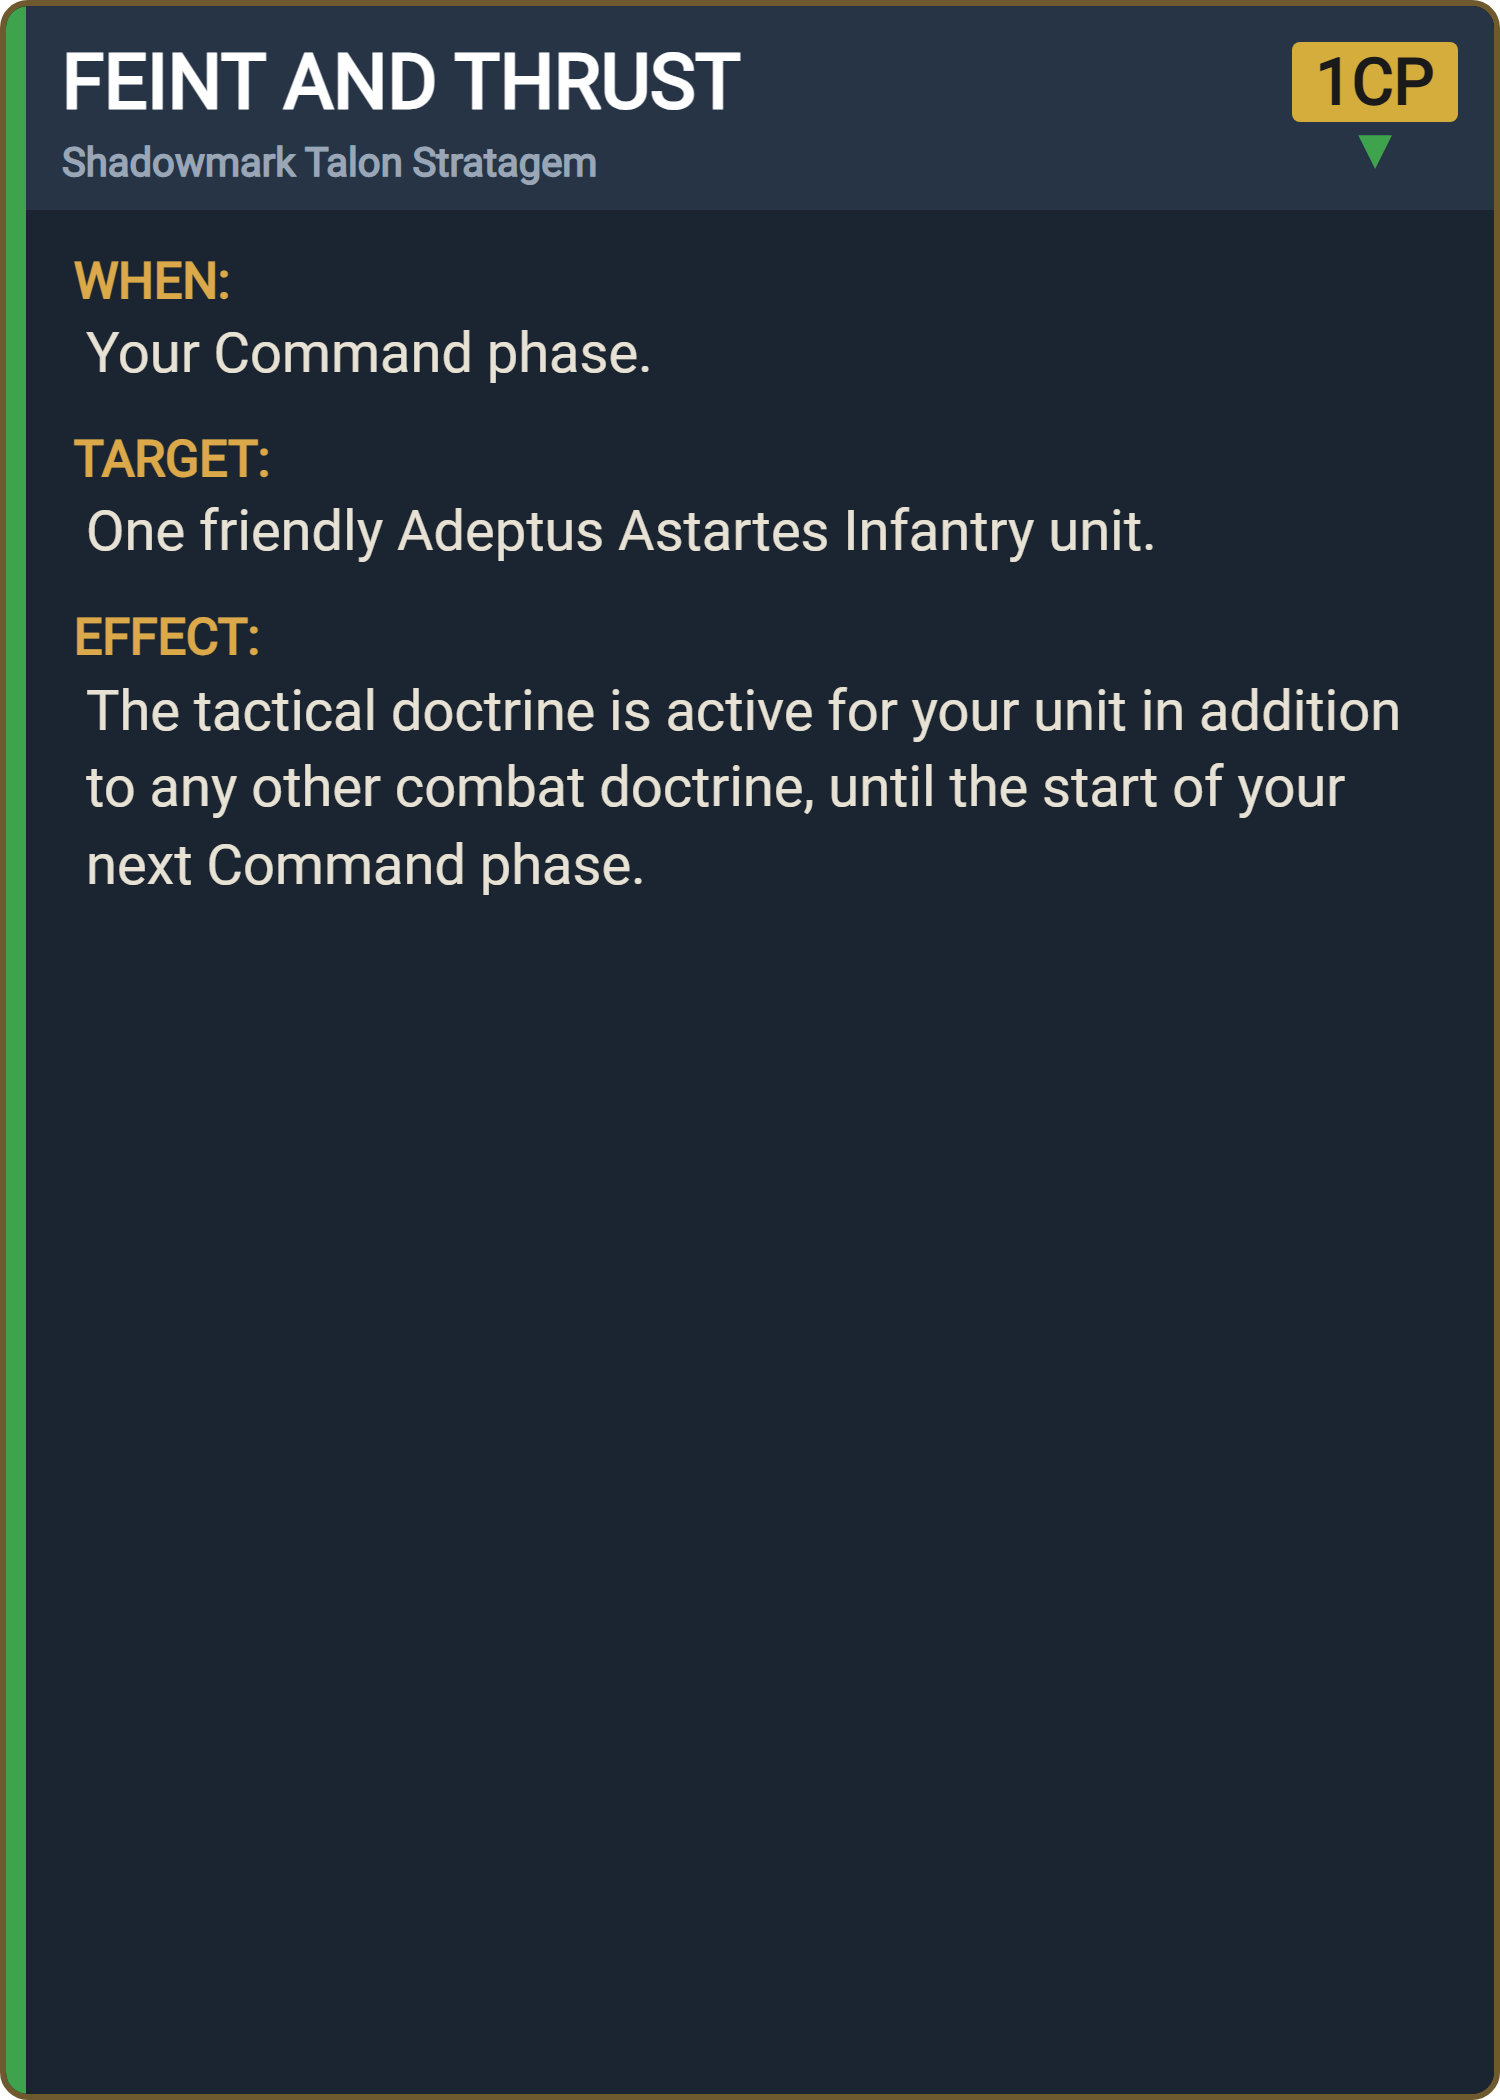 FEINT AND THRUST
1CP
Shadowmark Talon Stratagem
WHEN:
Your Command phase.
TARGET:
One friendly Adeptus Astartes Infantry unit.
EFFECT:
The tactical doctrine is active for your unit in addition
to any other combat doctrine, until the start of your
next Command phase.